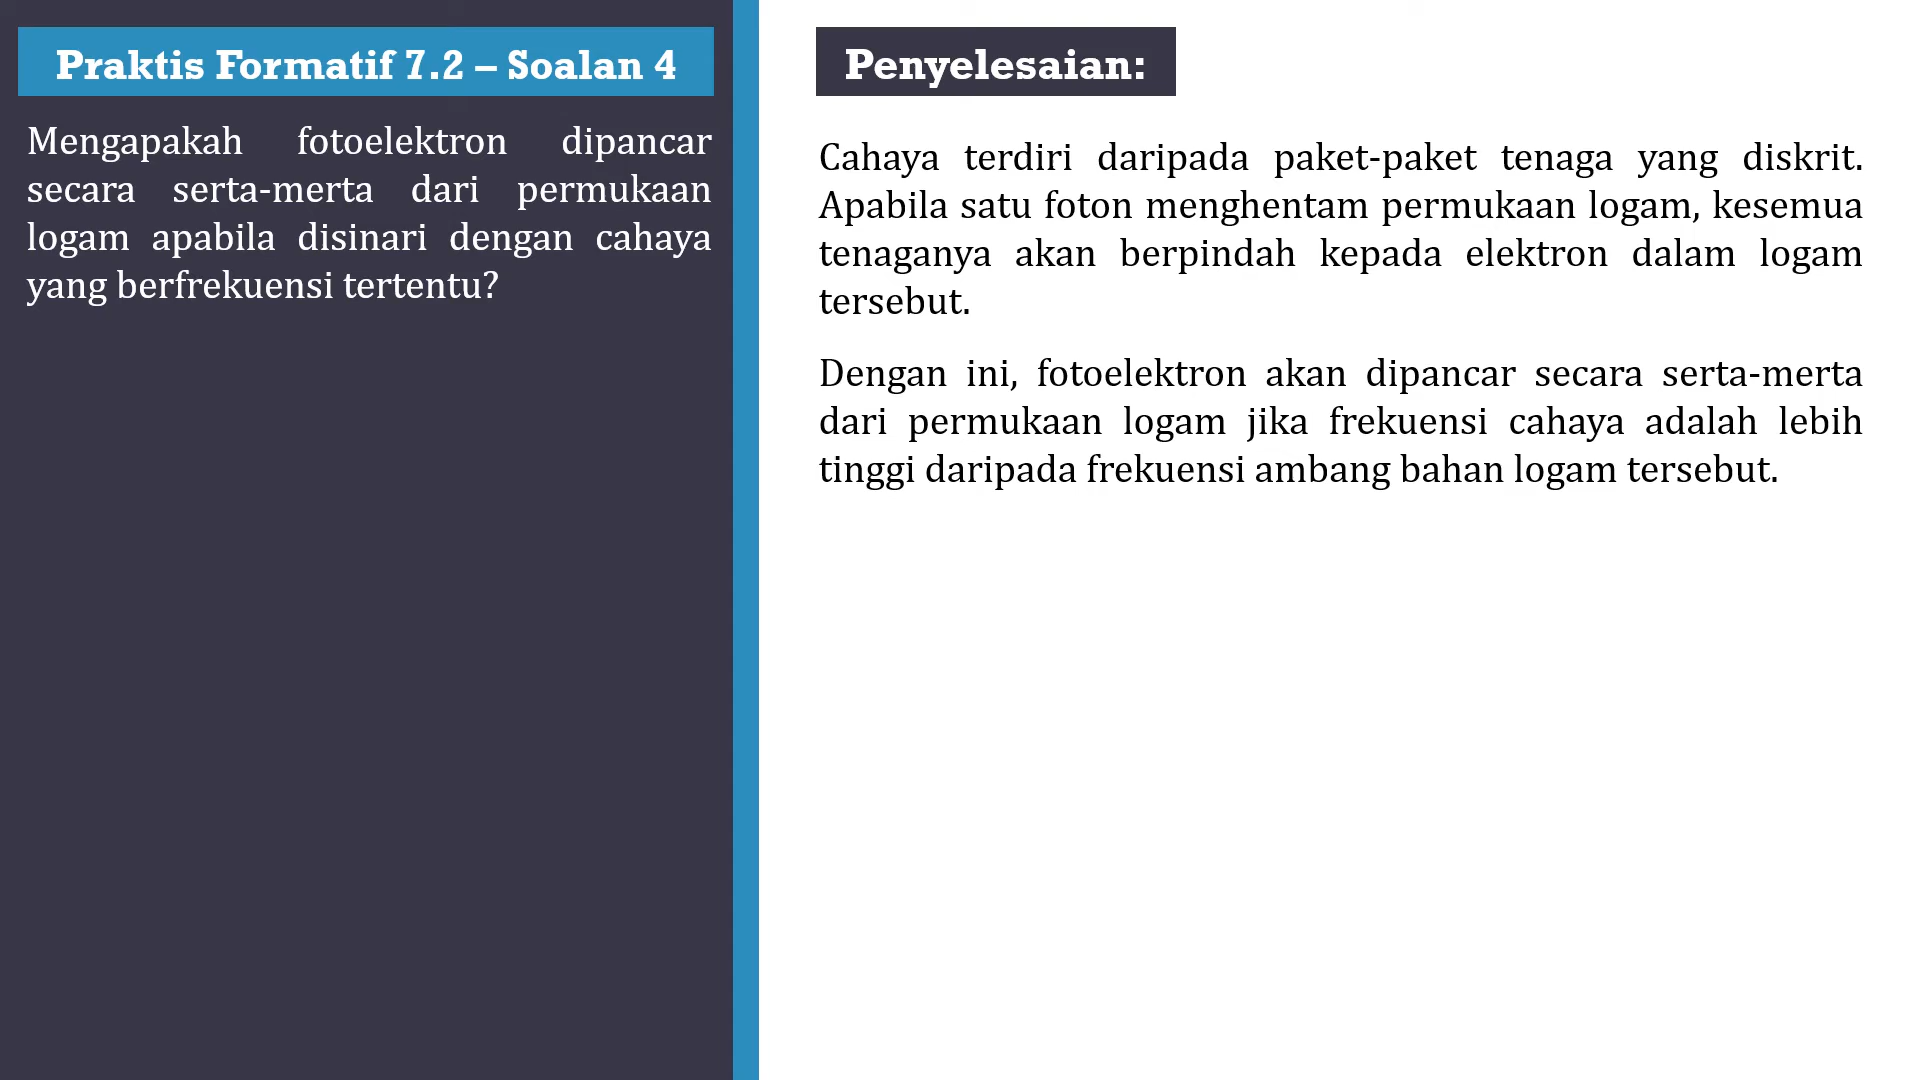 Praktis Formatif 7.2 – Soalan 4
Mengapakah fotoelektron dipancar
secara serta-merta dari permukaan
logam apabila disinari dengan cahaya
yang berfrekuensi tertentu?
Penyelesaian:
Cahaya terdiri daripada paket-paket tenaga yang diskrit.
Apabila satu foton menghentam permukaan logam, kesemua
tenaganya akan berpindah kepada elektron dalam logam
tersebut.
Dengan ini, fotoelektron akan dipancar secara serta-merta
dari permukaan logam jika frekuensi cahaya adalah lebih
tinggi daripada frekuensi ambang bahan logam tersebut.